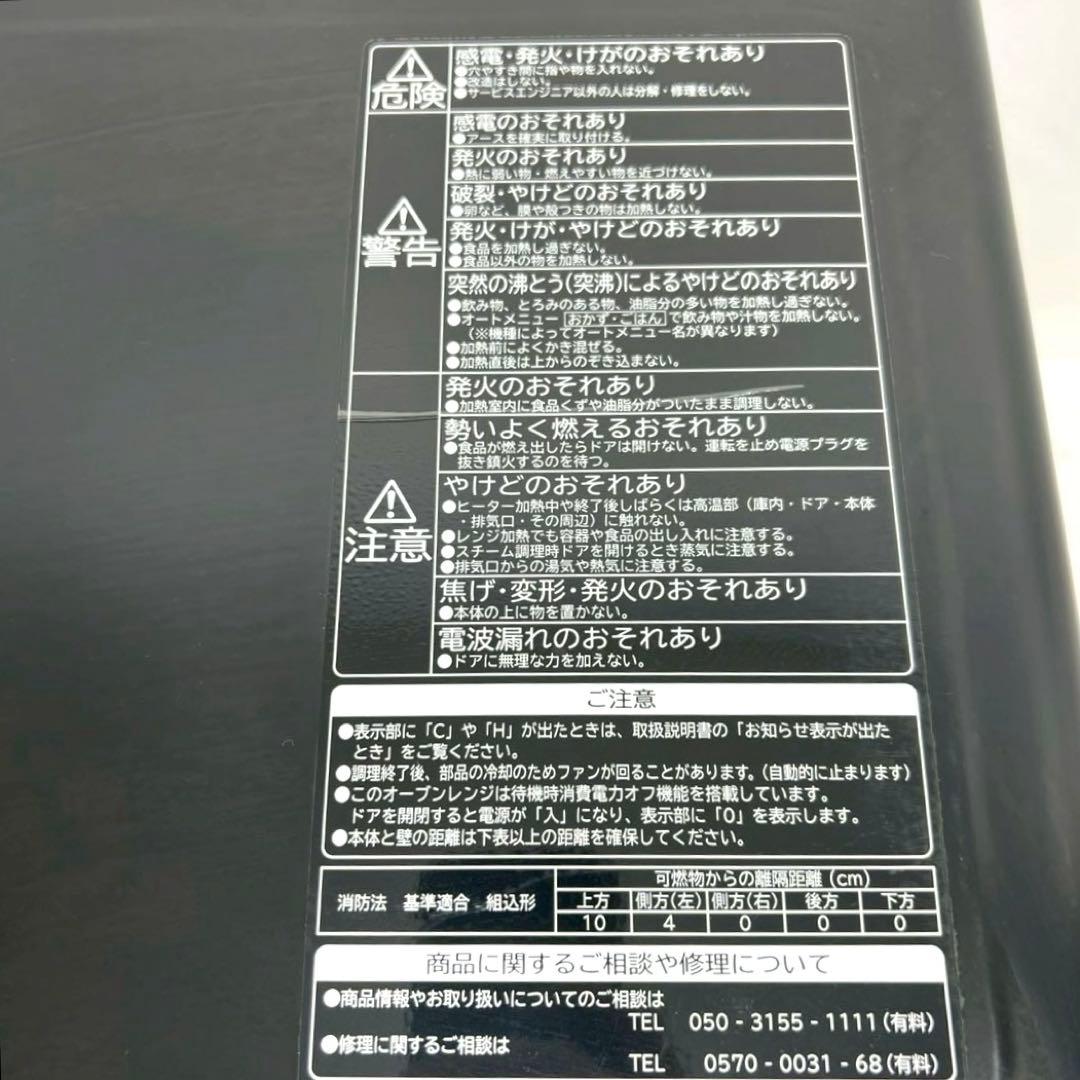 危険
感電・発火・けがのおそれあり
●穴やすき間に指や物を入れない。
●改造はしない。
●サービスエンジニア以外の人は分解・修理をしない。
警告
感電のおそれあり
●アースを確実に取り付ける。
発火のおそれあり
●熱に弱い物・燃えやすい物を近づけない。
破裂・やけどのおそれあり
●卵など、膜や殻つきの物は加熱しない。
発火・けが・やけどのおそれあり
●食品を加熱し過ぎない。
●食品以外の物を加熱しない。
突然の沸とう(突沸)によるやけどのおそれあり
●飲み物、とろみのある物、油脂分の多い物を加熱し過ぎない。
●オートメニュー おかず・ごはん で飲み物や汁物を加熱しない。
(※機種によってオートメニュー名が異なります)
●加熱前によくかき混ぜる。
●加熱直後は上からのぞき込まない。
注意
発火のおそれあり
●加熱室内に食品くずや油脂分がついたまま調理しない。
勢いよく燃えるおそれあり
●食品が燃え出したらドアは開けない。運転を止め電源プラグを
抜き鎮火するのを待つ。
やけどのおそれあり
●ヒーター加熱中や終了後しばらくは高温部(庫内・ドア・本体
・排気口・その周辺)に触れない。
●レンジ加熱でも容器や食品の出し入れに注意する。
●スチーム調理時ドアを開けるとき蒸気に注意する。
●排気口からの湯気や熱気に注意する。
焦げ・変形・発火のおそれあり
●本体の上に物を置かない。
電波漏れのおそれあり
●ドアに無理な力を加えない。
ご注意
●表示部に「C」や「H」が出たときは、取扱説明書の「お知らせ表示が出た
とき」をご覧ください。
●調理終了後、部品の冷却のためファンが回ることがあります。(自動的に止まります)
●このオーブンレンジは待機時消費電力オフ機能を搭載しています。
ドアを開閉すると電源が「入」になり、表示部に「0」を表示します。
●本体と壁の距離は下表以上の距離を確保してください。
消防法 基準適合 組込形
可燃物からの離隔距離(cm)
上方 側方(左) 側方(右) 後方 下方
10 4 0 0 0
商品に関するご相談や修理について
●商品情報やお取り扱いについてのご相談は
TEL 050-3155-1111(有料)
●修理に関するご相談は
TEL 0570-0031-68(有料)